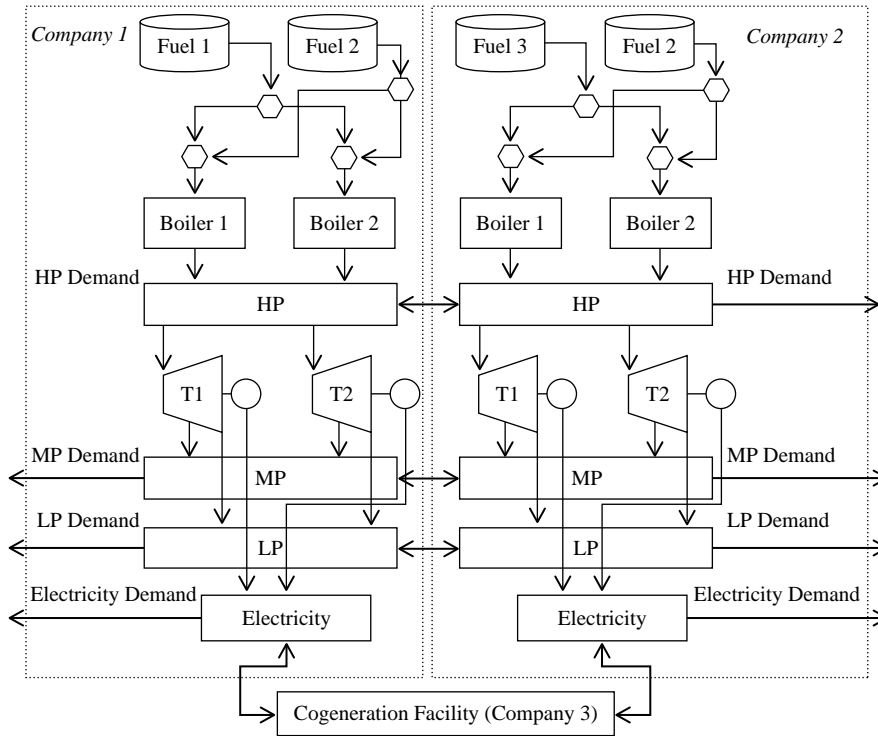 Company 1
Fuel 1
Fuel 2
Fuel 3
Fuel 2
Company 2
Boiler 1
Boiler 2
Boiler 1
Boiler 2
HP Demand
HP
HP
HP Demand
T1
T2
T1
T2
MP Demand
MP
MP
MP Demand
LP Demand
LP
LP
LP Demand
Electricity Demand
Electricity
Electricity
Electricity Demand
Cogeneration Facility (Company 3)